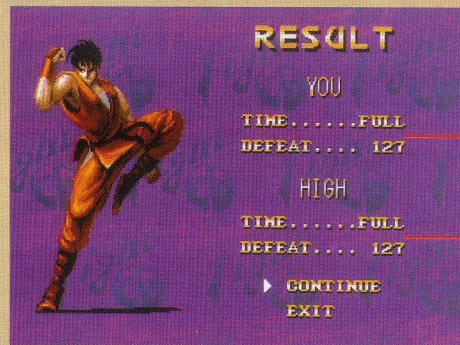 RESULT
YOU
TIME......FULL
DEFEAT.... 127
HIGH
TIME......FULL
DEFEAT.... 127
CONTINUE
EXIT